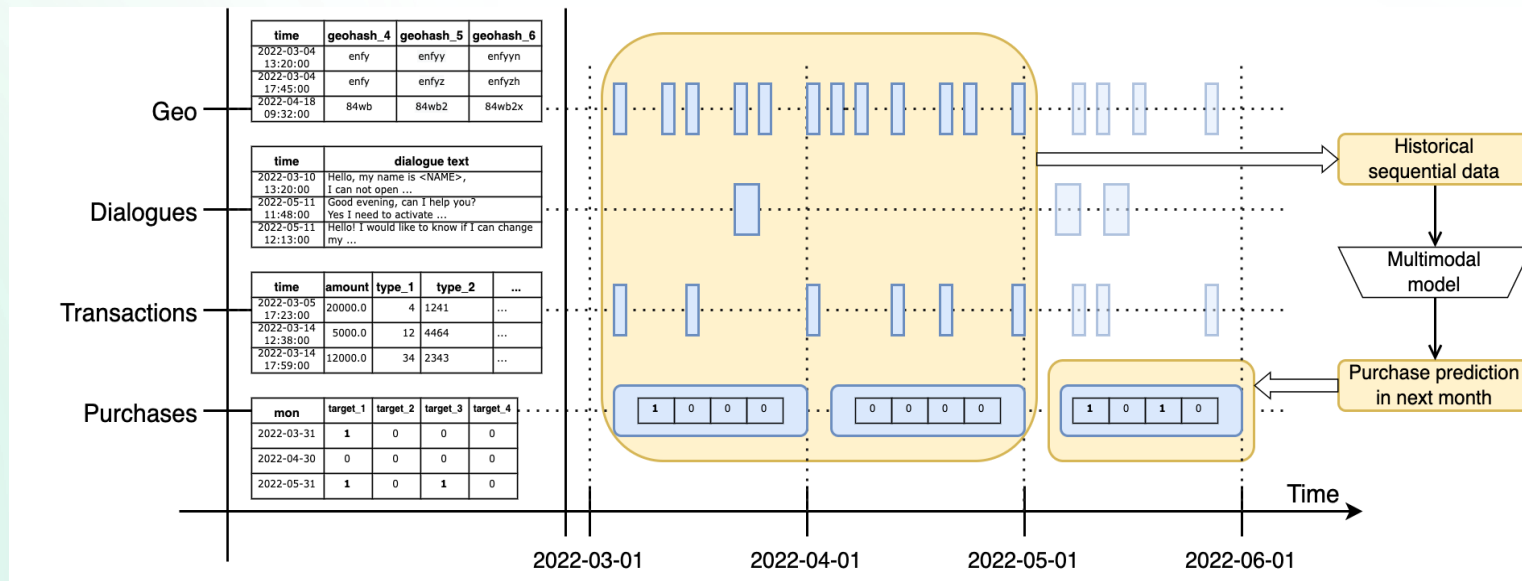 Geo
time geohash_4 geohash_5 geohash_6
2022-03-04
13:20:00 enfy enfyy enfyyn
2022-03-04
17:45:00 enfy enfyz enfyzh
2022-04-18
09:32:00 84wb 84wb2 84wb2x
Dialogues
time dialogue text
2022-03-10
13:20:00
Hello, my name is <NAME>,
I can not open ...
2022-05-11
11:48:00
Good evening, can I help you?
Yes I need to activate ...
2022-05-11
12:13:00
Hello! I would like to know if I can change
my ...
Transactions
time amount type_1 type_2 ...
2022-03-05
17:23:00 20000.0 4 1241 ...
2022-03-14
12:38:00 5000.0 12 4464 ...
2022-03-14
17:59:00 12000.0 34 2343 ...
Purchases
mon target_1 target_2 target_3 target_4
2022-03-31 1 0 0 0
2022-04-30 0 0 0 0
2022-05-31 1 0 1 0
1 0 0 0
0 0 0 0
1 0 1 0
Historical
sequential data
Multimodal
model
Purchase prediction
in next month
Time
2022-03-01
2022-04-01
2022-05-01
2022-06-01